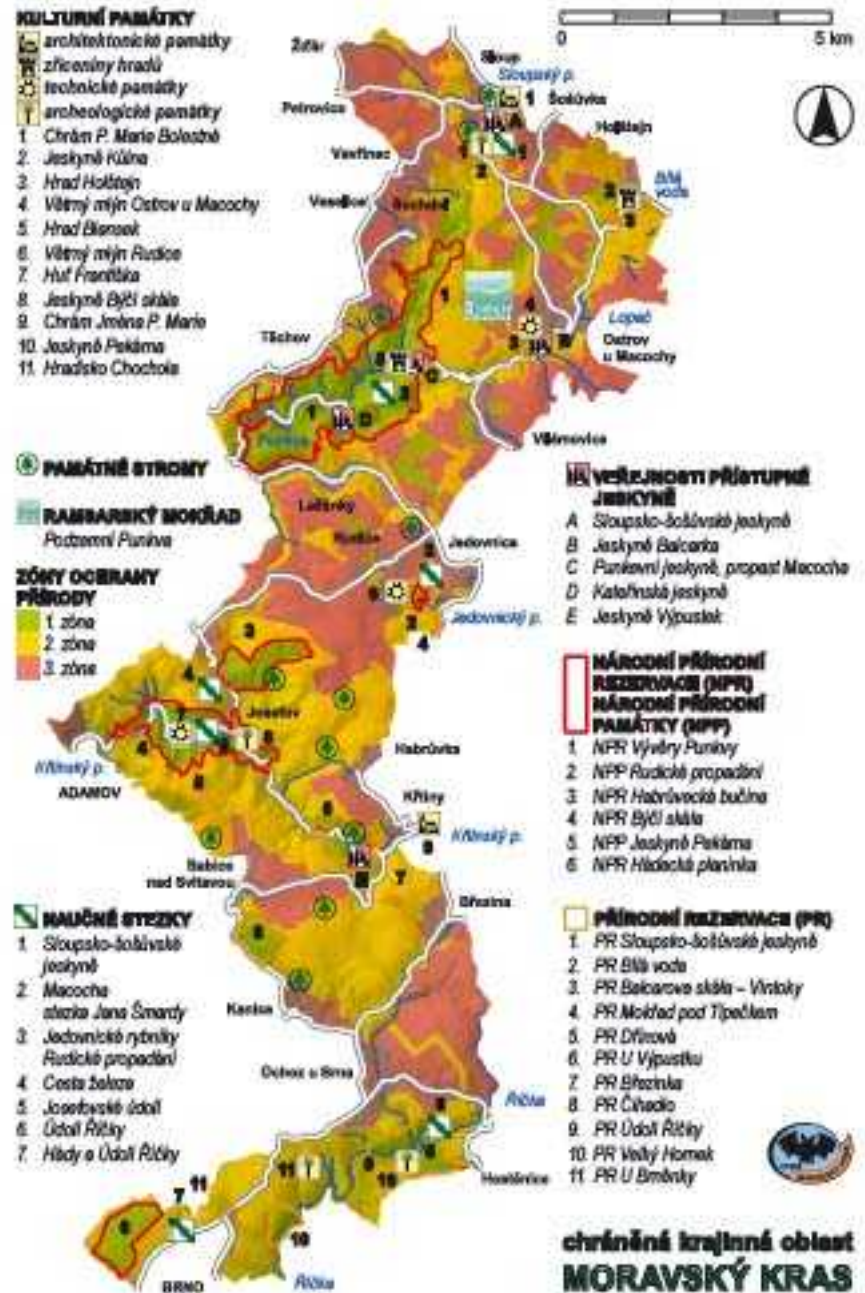 KULTURNÍ PAMÁTKY
architektonické památky
zříceniny hradů
technické památky
archeologické památky
1 Chrám P. Marie Bolestné
2. Jeskyně Kůlna
3. Hrad Holštejn
4 Větrný mlýn Ostrov u Macochy
5 Hrad Blansek
6. Větrný mlýn Rudice
7. Huť Františka
8. Jeskyně Býčí skála
9. Chrám Jména P. Marie
10. Jeskyně Pekárna
11. Hradisko Chochola
0 5 km
Žďár
Sloup
Sloupský p.
Petrovice
Šošůvka
Holštejn
Vavřinec
Bílá
voda
Veselice
Suchdol
Lopač
Těchov
Ostrov
u Macochy
Punkva
Vilémovice
PAMÁTNÉ STROMY
RAMSARSKÝ MOKŘAD
Podzemní Punkva
ZÓNY OCHRANY
PŘÍRODY
1. zóna
2. zóna
3. zóna
Lažánky
Rudice
Jedovnice
Jedovnický p.
VEŘEJNOSTI PŘÍSTUPNÉ
JESKYNĚ
A Sloupsko-šošůvské jeskyně
B Jeskyně Balcarka
C Punkevní jeskyně, propast Macocha
D Kateřinská jeskyně
E Jeskyně Výpustek
Josefov
Habrůvka
Křtinský p.
ADAMOV
Křtiny
Křtinský p.
Babice
nad Svitavou
Březina
NÁRODNÍ PŘÍRODNÍ
REZERVACE (NPR)
NÁRODNÍ PŘÍRODNÍ
PAMÁTKY (NPP)
1 NPR Vývěry Punkvy
2 NPP Rudické propadání
3 NPR Habrůvecká bučina
4 NPR Býčí skála
5. NPP Jeskyně Pekárna
6 NPR Hádecká planinka
NAUČNÉ STEZKY
1. Sloupsko-šošůvské
jeskyně
2. Macocha
stezka Jana Šmardy
3. Jedovnické rybníky
Rudické propadání
4 Cesta železa
5. Josefovské údolí
6. Údolí Říčky
7. Hády a Údolí Říčky
Kanice
Ochoz u Brna
Říčka
Hostěnice
BRNO
Říčka
PŘÍRODNÍ REZERVACE (PR)
1. PR Sloupsko-šošůvské jeskyně
2. PR Bílá voda
3. PR Balcarova skála – Vintoky
4. PR Mokřad pod Tipečkem
5. PR Dřínová
6. PR U Výpustku
7. PR Březinka
8 PR Čihadlo
9. PR Údolí Říčky
10. PR Velký Hornek
11. PR U Brněnky
chráněná krajinná oblast
MORAVSKÝ KRAS